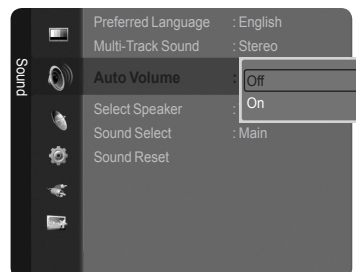 Sound
Preferred Language : English
Multi-Track Sound : Stereo
Auto Volume :
Off
On
Select Speaker :
Sound Select : Main
Sound Reset